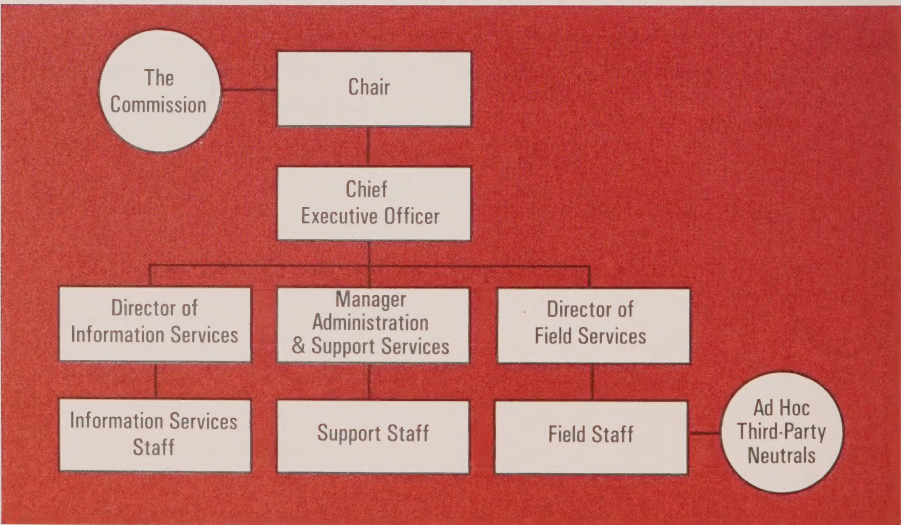 The
Commission
Chair
Chief
Executive Officer
Director of
Information Services
Manager
Administration
& Support Services
Director of
Field Services
Information Services
Staff
Support Staff
Field Staff
Ad Hoc
Third-Party
Neutrals